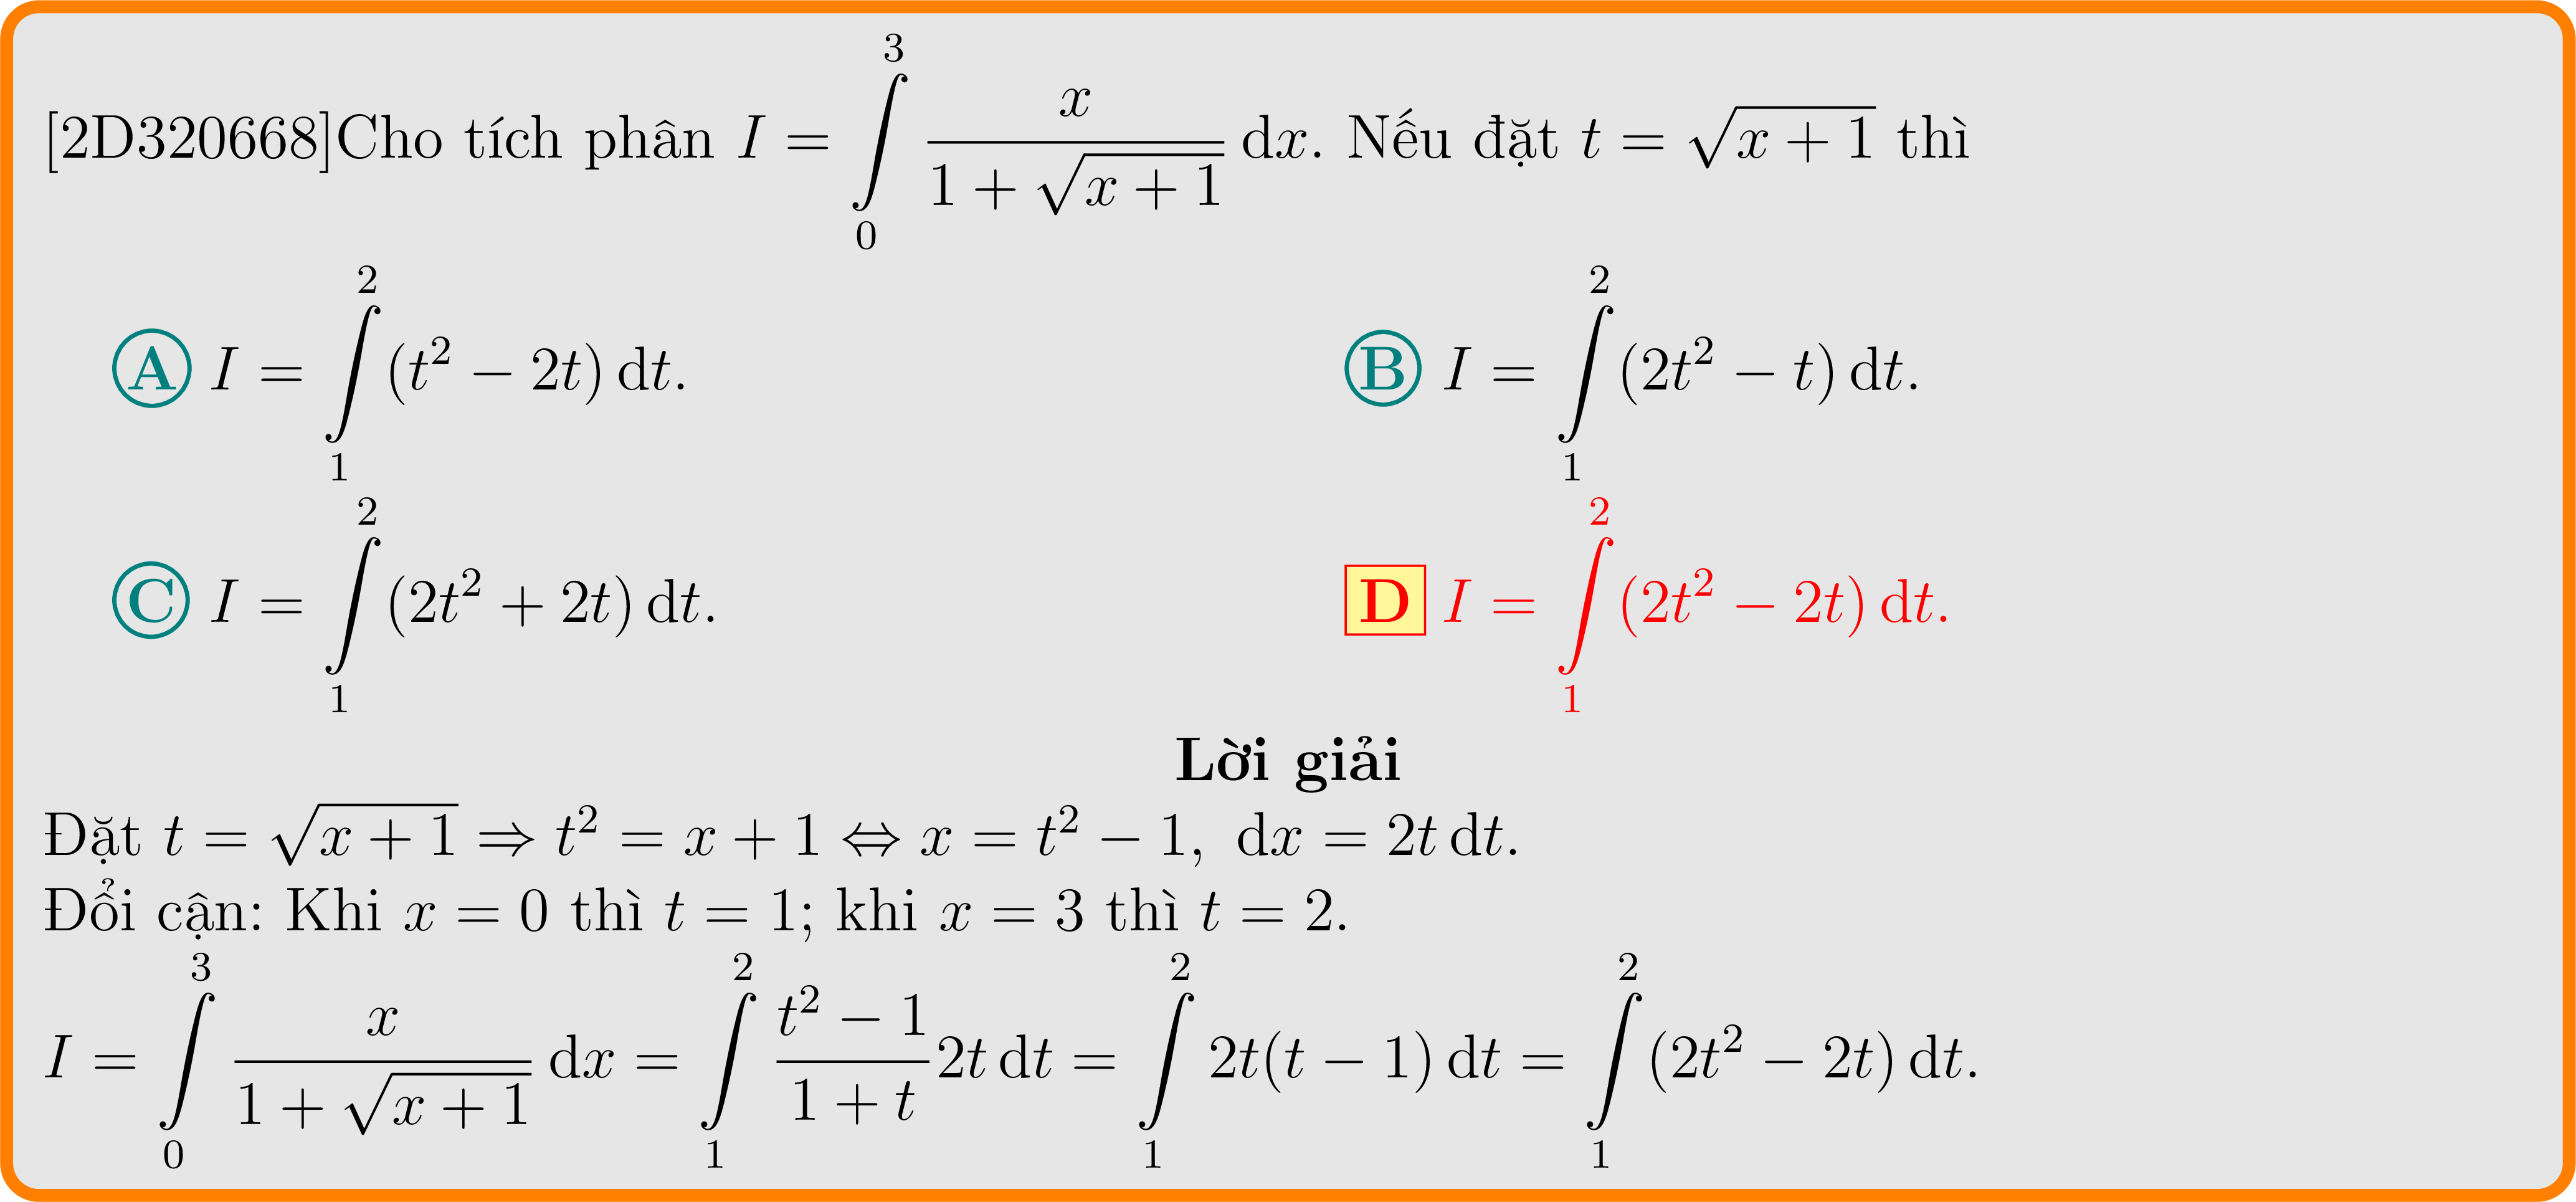 [2D320668]Cho tích phân $I = \int\limits_0^3 \frac{x}{1+\sqrt{x+1}}\,\mathrm{d}x$. Nếu đặt $t = \sqrt{x+1}$ thì
Ⓐ $I = \int\limits_1^2 (t^2 - 2t)\,\mathrm{d}t$.
Ⓑ $I = \int\limits_1^2 (2t^2 - t)\,\mathrm{d}t$.
Ⓒ $I = \int\limits_1^2 (2t^2 + 2t)\,\mathrm{d}t$.
D $I = \int\limits_1^2 (2t^2 - 2t)\,\mathrm{d}t$.
Lời giải
Đặt $t = \sqrt{x+1} \Rightarrow t^2 = x + 1 \Leftrightarrow x = t^2 - 1,\ \mathrm{d}x = 2t\,\mathrm{d}t$.
Đổi cận: Khi $x = 0$ thì $t = 1$; khi $x = 3$ thì $t = 2$.
$I = \int\limits_0^3 \frac{x}{1+\sqrt{x+1}}\,\mathrm{d}x = \int\limits_1^2 \frac{t^2-1}{1+t}2t\,\mathrm{d}t = \int\limits_1^2 2t(t-1)\,\mathrm{d}t = \int\limits_1^2 (2t^2 - 2t)\,\mathrm{d}t$.